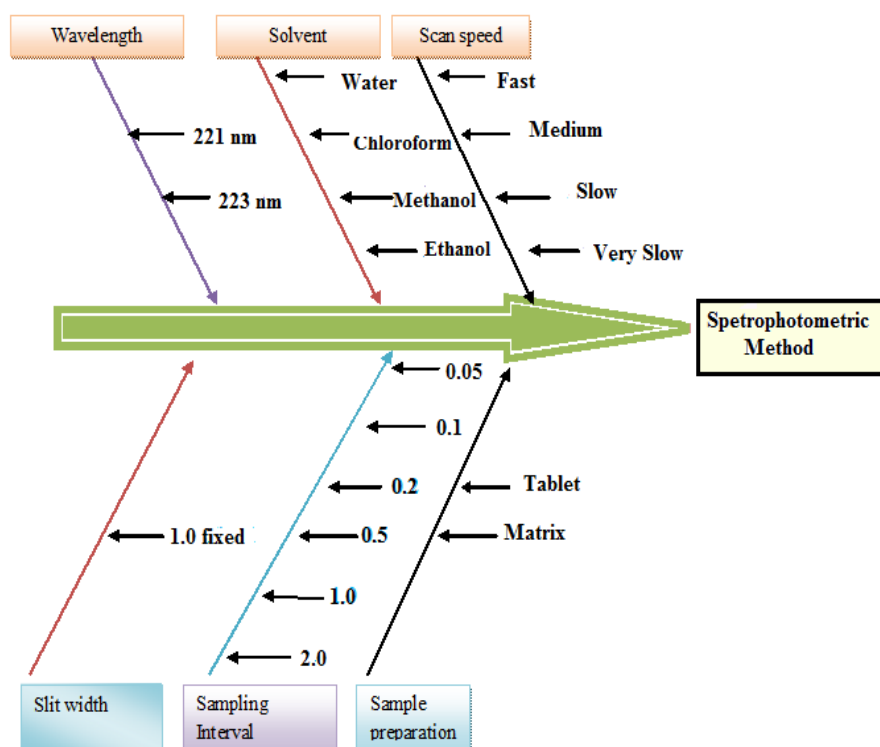 Wavelength
Solvent
Scan speed
Water
Fast
221 nm
Chloroform
Medium
223 nm
Methanol
Slow
Ethanol
Very Slow
Spetrophotometric
Method
0.05
0.1
0.2
Tablet
1.0 fixed
0.5
Matrix
1.0
2.0
Slit width
Sampling
Interval
Sample
preparation